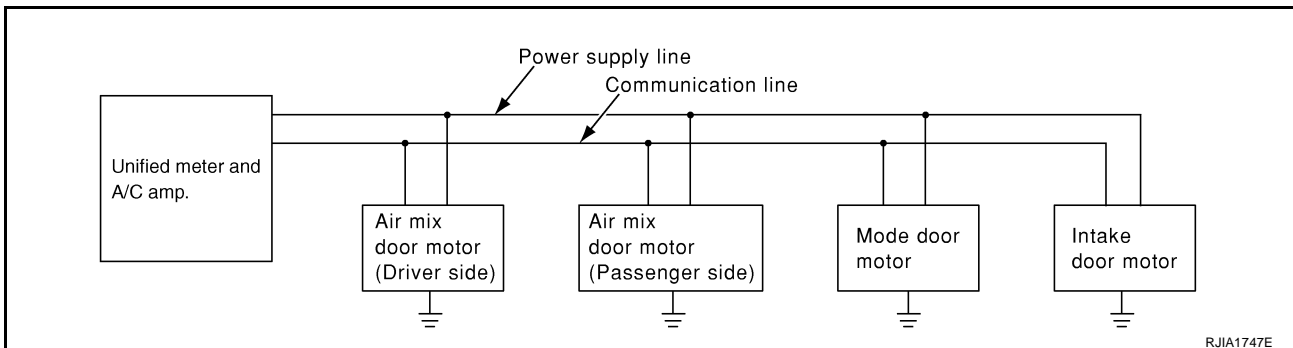 Power supply line
Communication line
Unified meter and
A/C amp.
Air mix
door motor
(Driver side)
Air mix
door motor
(Passenger side)
Mode door
motor
Intake
door motor
RJIA1747E